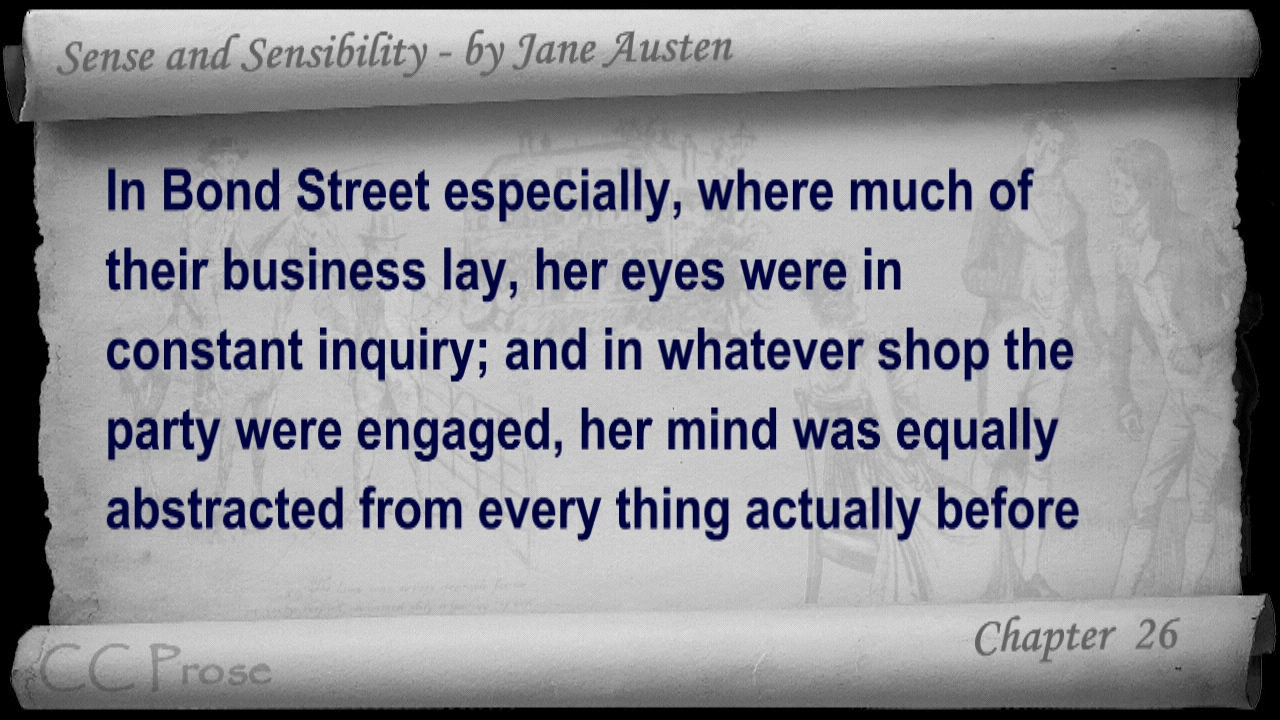 Sense and Sensibility - by Jane Austen
In Bond Street especially, where much of
their business lay, her eyes were in
constant inquiry; and in whatever shop the
party were engaged, her mind was equally
abstracted from every thing actually before
Chapter 26
CC Prose